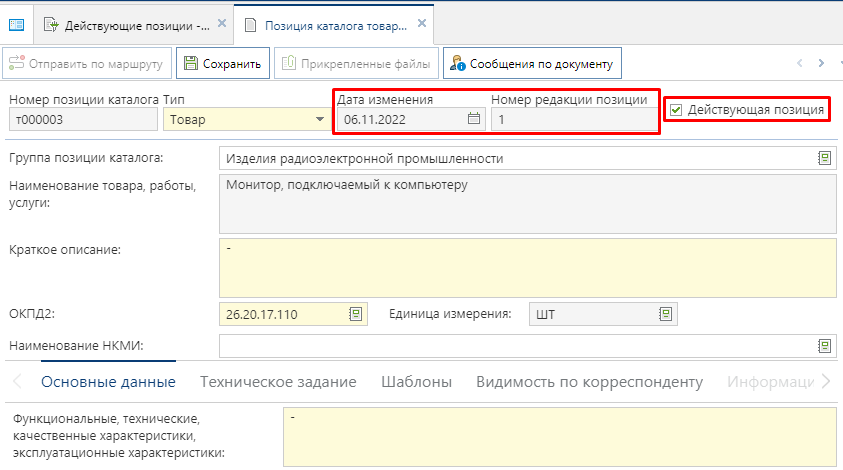 Действующие позиции -...
Позиция каталога товар...
Отправить по маршруту
Сохранить
Прикрепленные файлы
Сообщения по документу
Номер позиции каталога Тип
Дата изменения
Номер редакции позиции
т000003
Товар
06.11.2022
1
Действующая позиция
Группа позиции каталога:
Изделия радиоэлектронной промышленности
Наименование товара, работы,
услуги:
Монитор, подключаемый к компьютеру
Краткое описание:
-
ОКПД2:
26.20.17.110
Единица измерения:
ШТ
Наименование НКМИ:
Основные данные
Техническое задание
Шаблоны
Видимость по корреспонденту
Информаци
Функциональные, технические,
качественные характеристики,
эксплуатационные характеристики:
-